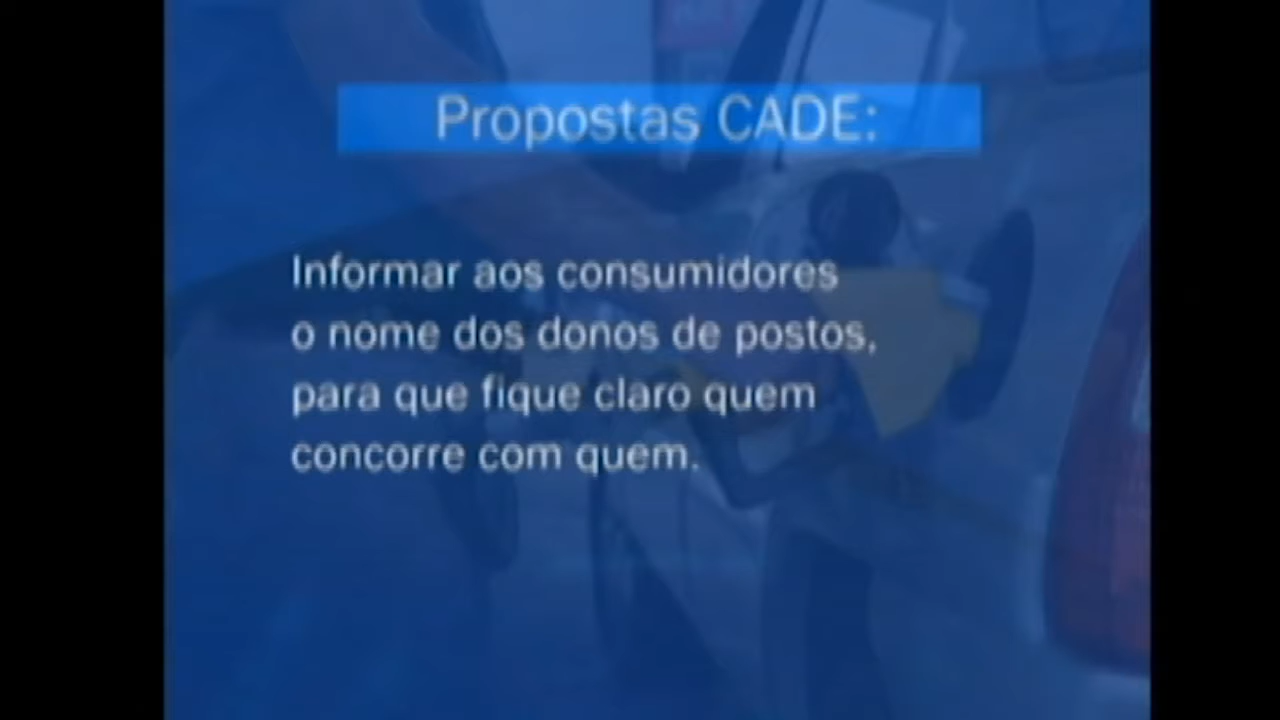 Propostas CADE:
Informar aos consumidores
o nome dos donos de postos,
para que fique claro quem
concorre com quem.